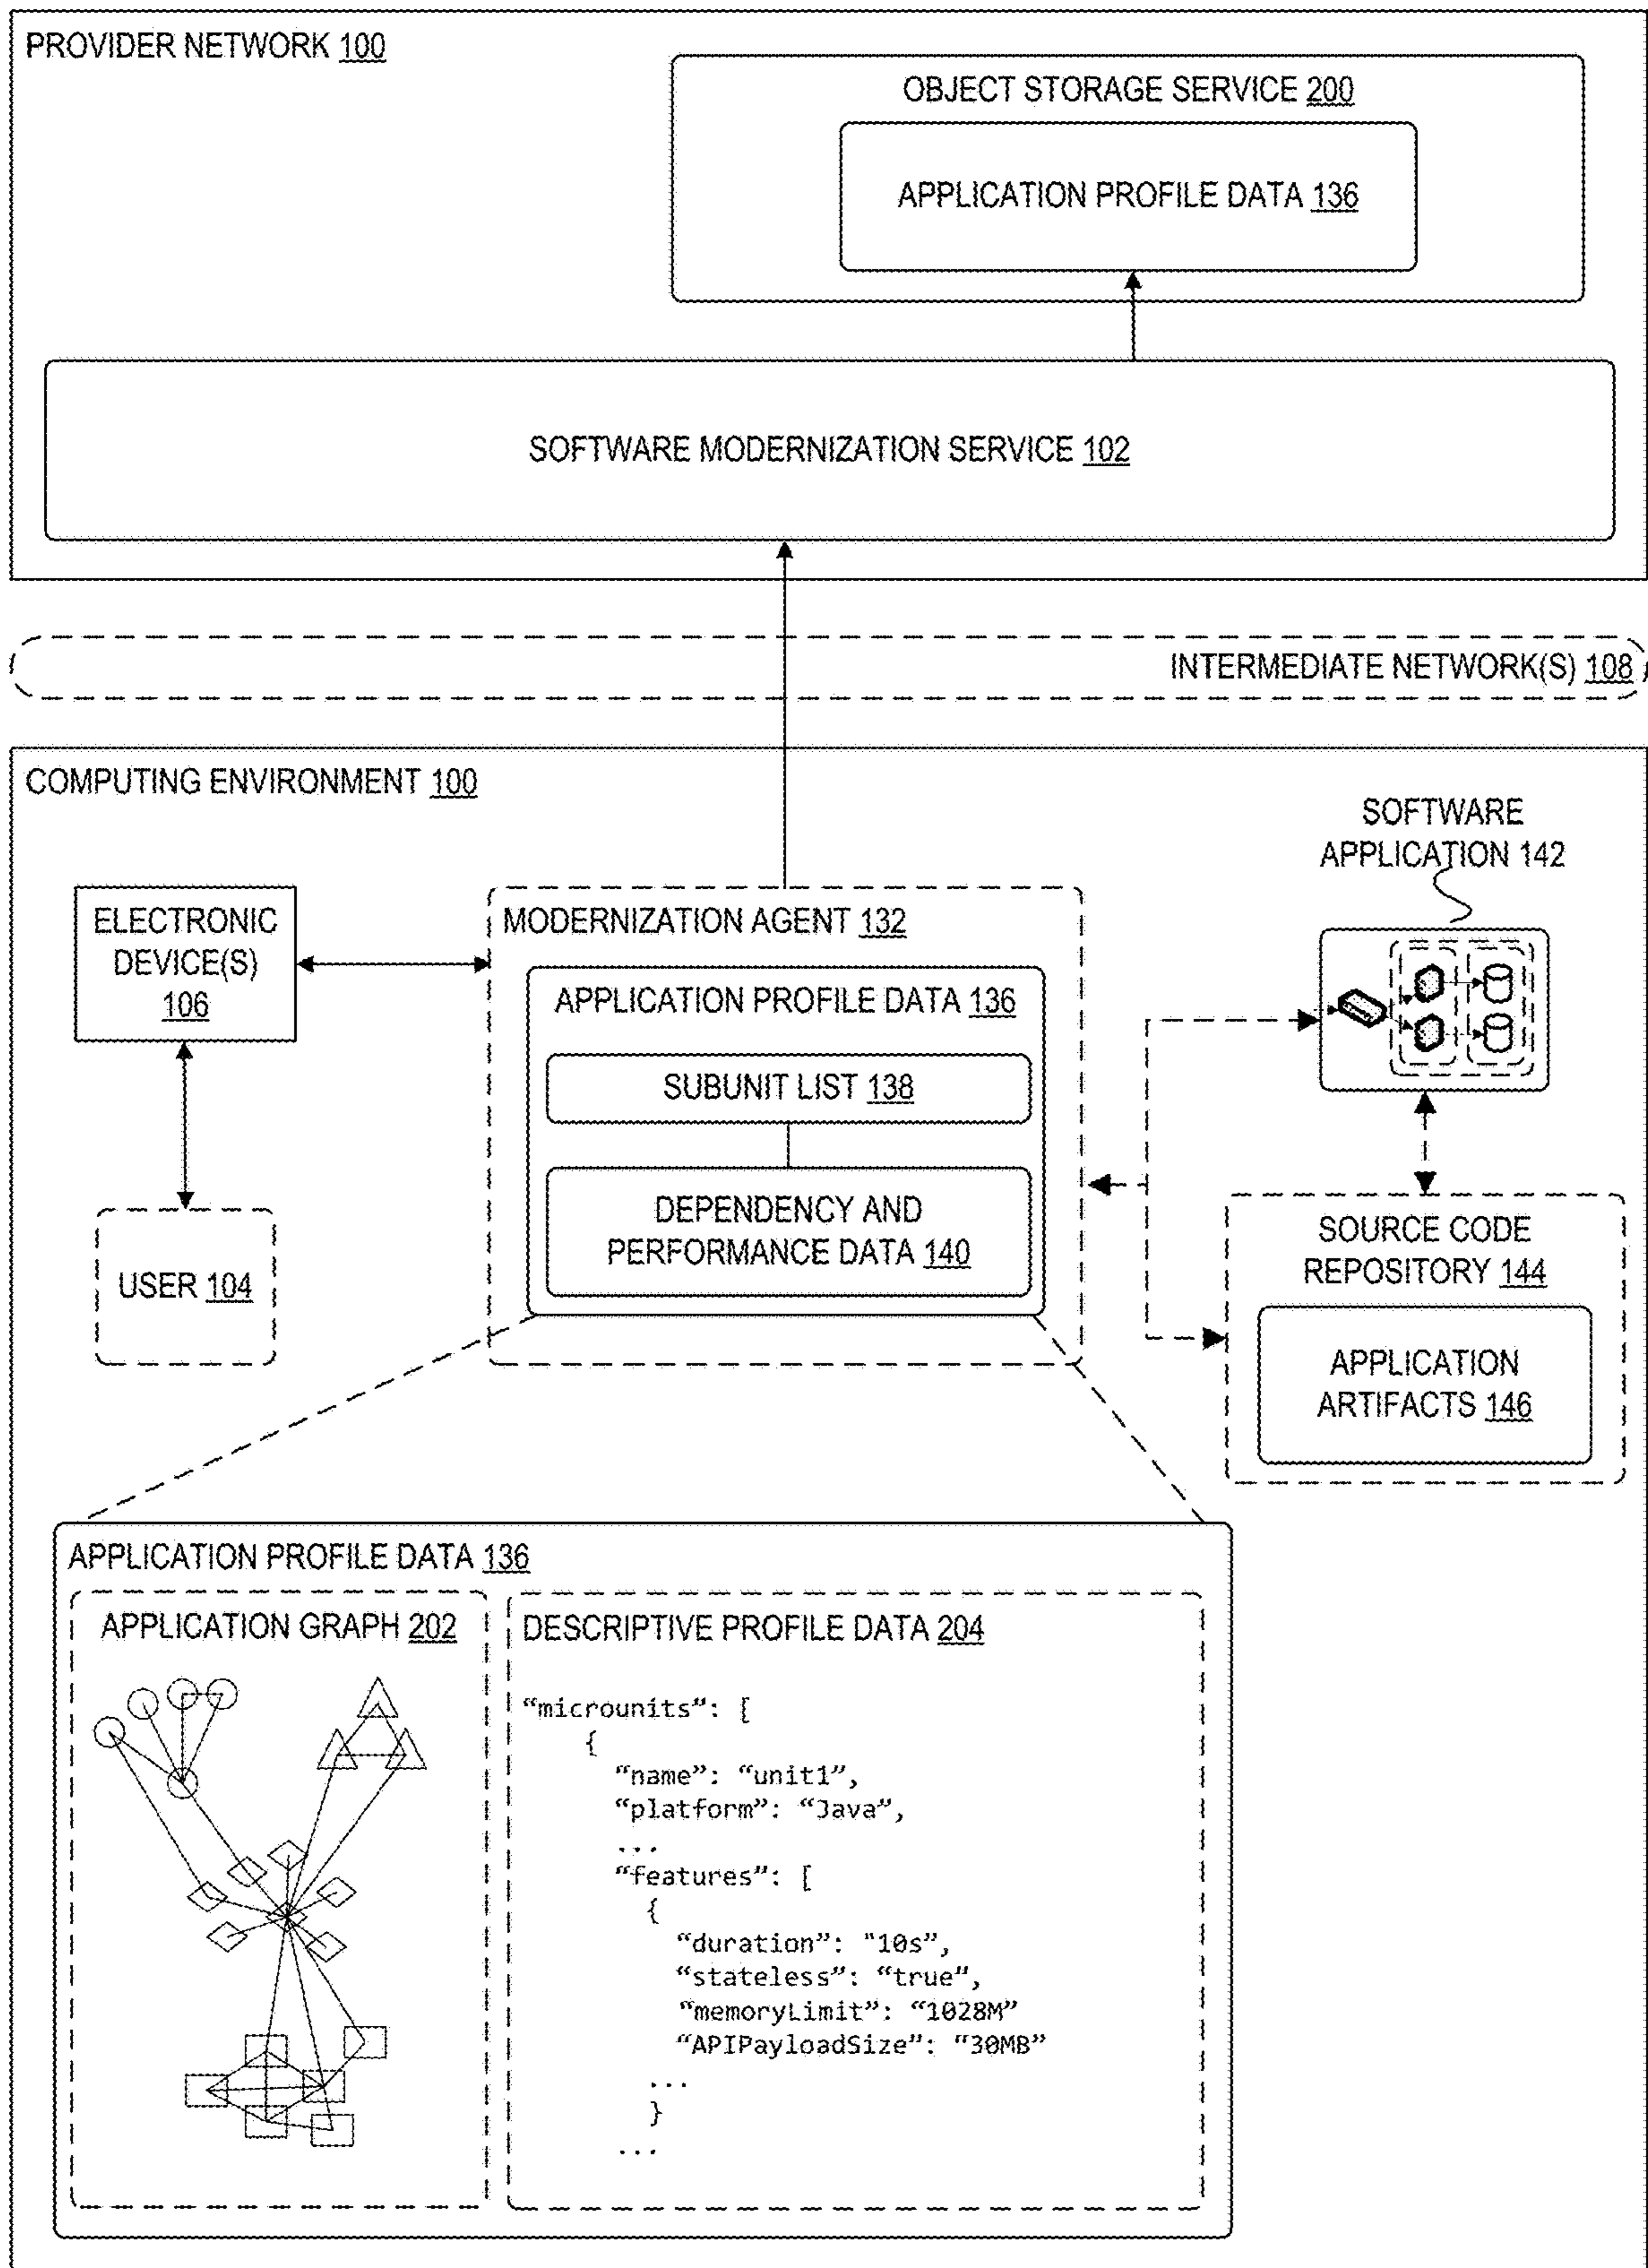 PROVIDER NETWORK 100
OBJECT STORAGE SERVICE 200
APPLICATION PROFILE DATA 136
SOFTWARE MODERNIZATION SERVICE 102
INTERMEDIATE NETWORK(S) 108
COMPUTING ENVIRONMENT 100
SOFTWARE
APPLICATION 142
ELECTRONIC
DEVICE(S)
106
MODERNIZATION AGENT 132
APPLICATION PROFILE DATA 136
SUBUNIT LIST 138
DEPENDENCY AND
PERFORMANCE DATA 140
USER 104
SOURCE CODE
REPOSITORY 144
APPLICATION
ARTIFACTS 146
APPLICATION PROFILE DATA 136
APPLICATION GRAPH 202
DESCRIPTIVE PROFILE DATA 204
“microunits”: [
{
“name”: “unit1”,
“platform”: “Java”,
...
“features”: [
{
“duration”: "10s”,
“stateless”: “true”,
“memoryLimit”: “1028M”
“APIPayloadSize”: “30MB”
...
}
...